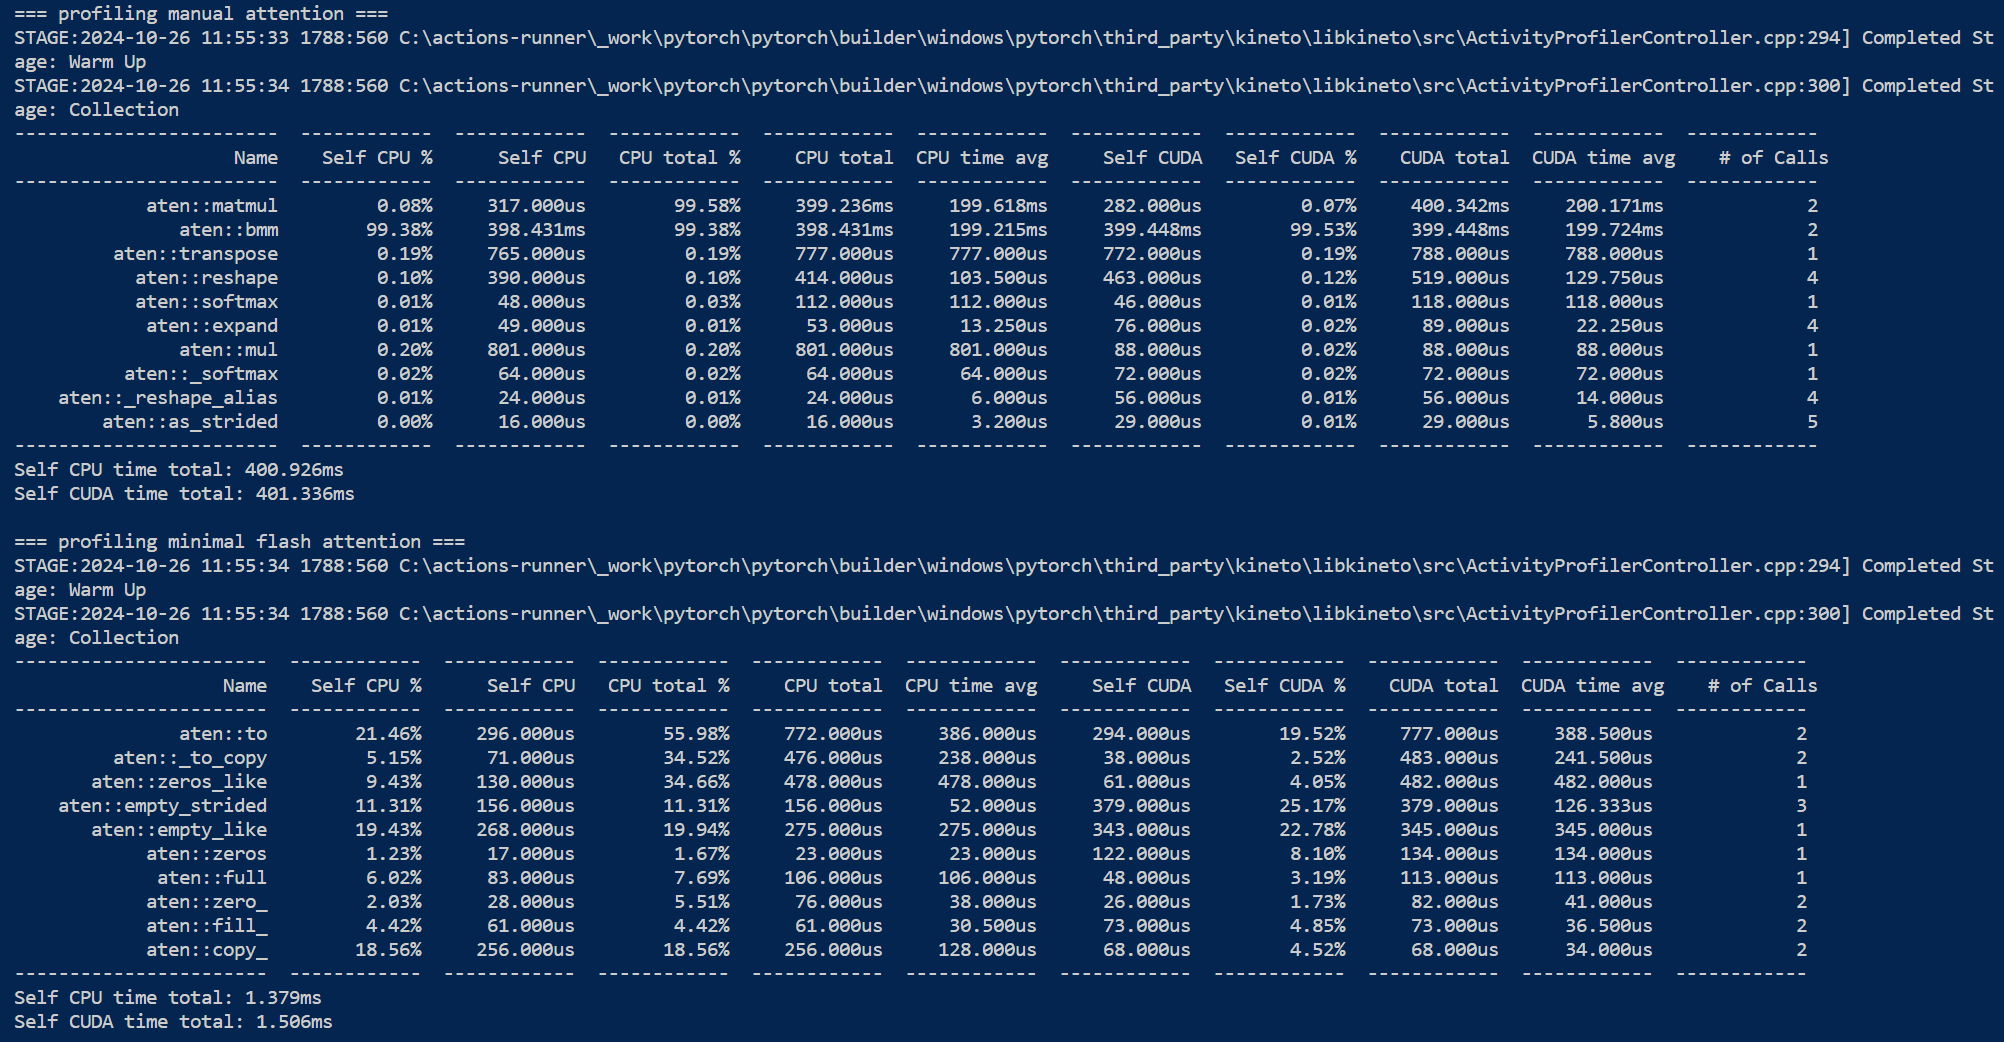 === profiling manual attention ===
STAGE:2024-10-26 11:55:33 1788:560 C:\actions-runner\_work\pytorch\pytorch\builder\windows\pytorch\third_party\kineto\libkineto\src\ActivityProfilerController.cpp:294] Completed St
age: Warm Up
STAGE:2024-10-26 11:55:34 1788:560 C:\actions-runner\_work\pytorch\pytorch\builder\windows\pytorch\third_party\kineto\libkineto\src\ActivityProfilerController.cpp:300] Completed St
age: Collection
------------------------  ------------  ------------  ------------  ------------  ------------  ------------  ------------  ------------  ------------  ------------
Name    Self CPU %      Self CPU   CPU total %     CPU total  CPU time avg     Self CUDA   Self CUDA %    CUDA total  CUDA time avg    # of Calls
------------------------  ------------  ------------  ------------  ------------  ------------  ------------  ------------  ------------  ------------  ------------
aten::matmul         0.08%     317.000us        99.58%     399.236ms     199.618ms     282.000us         0.07%     400.342ms     200.171ms             2
aten::bmm        99.38%     398.431ms        99.38%     398.431ms     199.215ms     399.448ms        99.53%     399.448ms     199.724ms             2
aten::transpose         0.19%     765.000us         0.19%     777.000us     777.000us     772.000us         0.19%     788.000us     788.000us             1
aten::reshape         0.10%     390.000us         0.10%     414.000us     103.500us     463.000us         0.12%     519.000us     129.750us             4
aten::softmax         0.01%      48.000us         0.03%     112.000us     112.000us      46.000us         0.01%     118.000us     118.000us             1
aten::expand         0.01%      49.000us         0.01%      53.000us      13.250us      76.000us         0.02%      89.000us      22.250us             4
aten::mul         0.20%     801.000us         0.20%     801.000us     801.000us      88.000us         0.02%      88.000us      88.000us             1
aten::_softmax         0.02%      64.000us         0.02%      64.000us      64.000us      72.000us         0.02%      72.000us      72.000us             1
aten::_reshape_alias         0.01%      24.000us         0.01%      24.000us       6.000us      56.000us         0.01%      56.000us      14.000us             4
aten::as_strided         0.00%      16.000us         0.00%      16.000us       3.200us      29.000us         0.01%      29.000us       5.800us             5
------------------------  ------------  ------------  ------------  ------------  ------------  ------------  ------------  ------------  ------------  ------------
Self CPU time total: 400.926ms
Self CUDA time total: 401.336ms
=== profiling minimal flash attention ===
STAGE:2024-10-26 11:55:34 1788:560 C:\actions-runner\_work\pytorch\pytorch\builder\windows\pytorch\third_party\kineto\libkineto\src\ActivityProfilerController.cpp:294] Completed St
age: Warm Up
STAGE:2024-10-26 11:55:34 1788:560 C:\actions-runner\_work\pytorch\pytorch\builder\windows\pytorch\third_party\kineto\libkineto\src\ActivityProfilerController.cpp:300] Completed St
age: Collection
-----------------------  ------------  ------------  ------------  ------------  ------------  ------------  ------------  ------------  ------------  ------------
Name    Self CPU %      Self CPU   CPU total %     CPU total  CPU time avg     Self CUDA   Self CUDA %    CUDA total  CUDA time avg    # of Calls
-----------------------  ------------  ------------  ------------  ------------  ------------  ------------  ------------  ------------  ------------  ------------
aten::to        21.46%     296.000us        55.98%     772.000us     386.000us     294.000us        19.52%     777.000us     388.500us             2
aten::_to_copy         5.15%      71.000us        34.52%     476.000us     238.000us      38.000us         2.52%     483.000us     241.500us             2
aten::zeros_like         9.43%     130.000us        34.66%     478.000us     478.000us      61.000us         4.05%     482.000us     482.000us             1
aten::empty_strided        11.31%     156.000us        11.31%     156.000us      52.000us     379.000us        25.17%     379.000us     126.333us             3
aten::empty_like        19.43%     268.000us        19.94%     275.000us     275.000us     343.000us        22.78%     345.000us     345.000us             1
aten::zeros         1.23%      17.000us         1.67%      23.000us      23.000us     122.000us         8.10%     134.000us     134.000us             1
aten::full         6.02%      83.000us         7.69%     106.000us     106.000us      48.000us         3.19%     113.000us     113.000us             1
aten::zero_         2.03%      28.000us         5.51%      76.000us      38.000us      26.000us         1.73%      82.000us      41.000us             2
aten::fill_         4.42%      61.000us         4.42%      61.000us      30.500us      73.000us         4.85%      73.000us      36.500us             2
aten::copy_        18.56%     256.000us        18.56%     256.000us     128.000us      68.000us         4.52%      68.000us      34.000us             2
-----------------------  ------------  ------------  ------------  ------------  ------------  ------------  ------------  ------------  ------------  ------------
Self CPU time total: 1.379ms
Self CUDA time total: 1.506ms